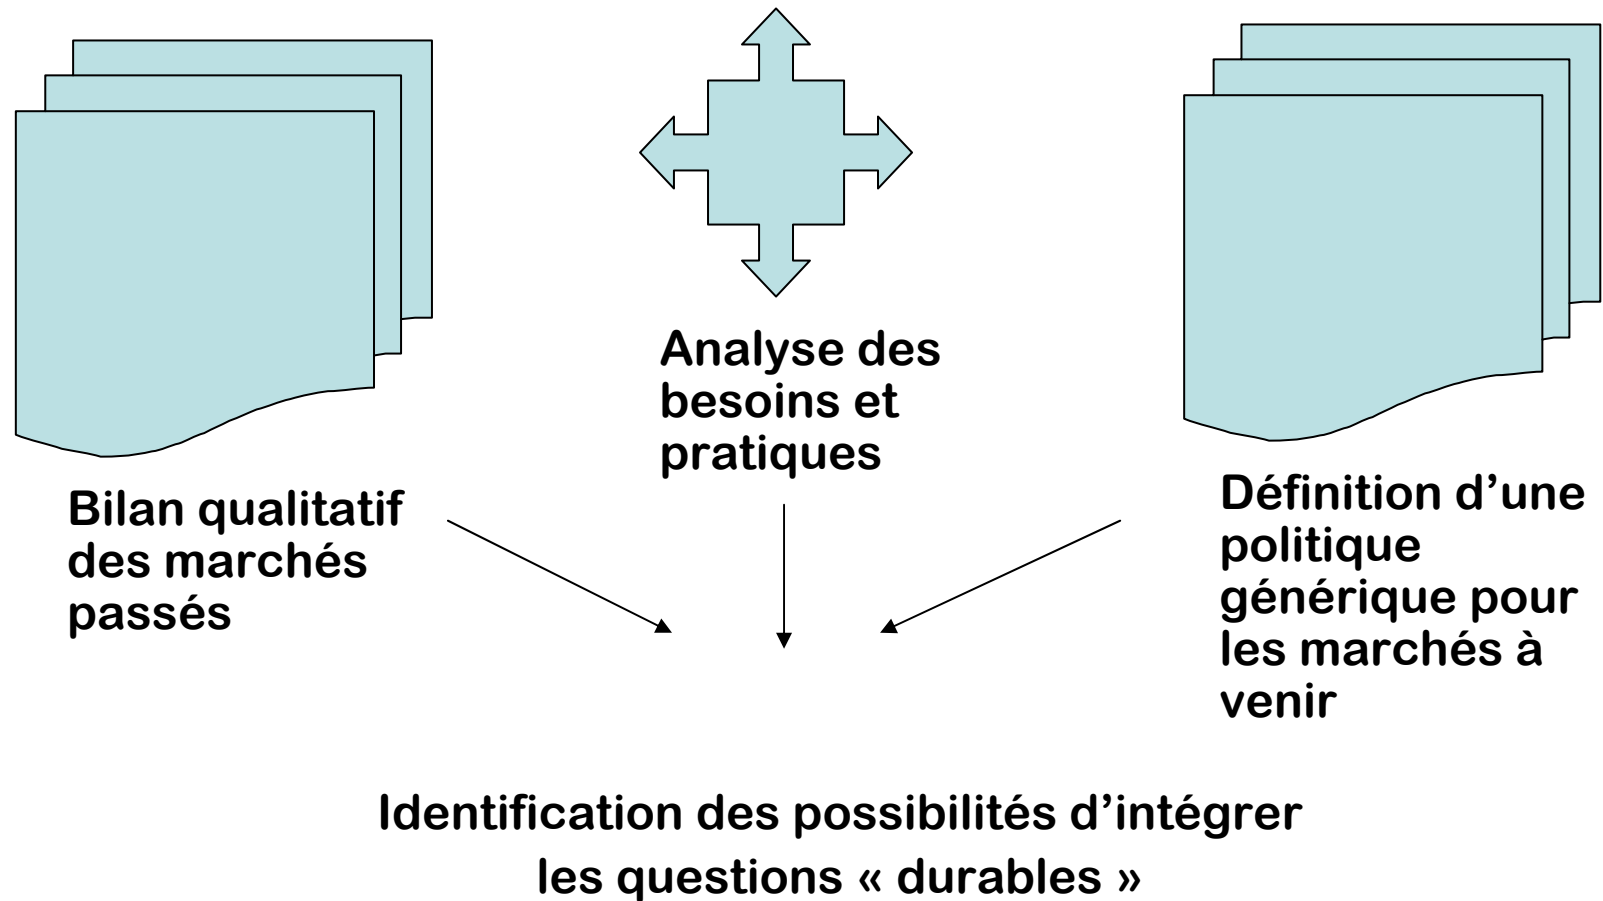 Bilan qualitatif
des marchés
passés
Analyse des
besoins et
pratiques
Définition d’une
politique
générique pour
les marchés à
venir
Identification des possibilités d’intégrer
les questions « durables »